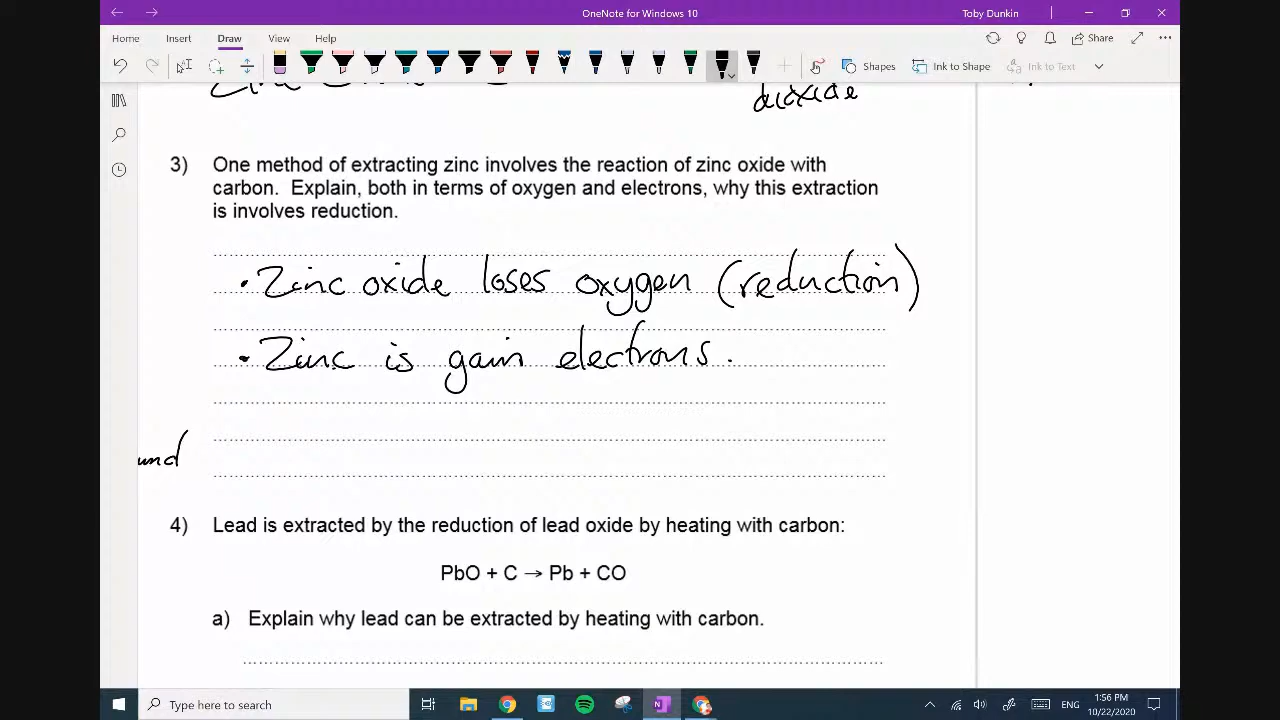 OneNote for Windows 10
Toby Dunkin
Home Insert Draw View Help
Share
Shapes
Ink to Shape
Ink to Text
dioxide
3) One method of extracting zinc involves the reaction of zinc oxide with
carbon. Explain, both in terms of oxygen and electrons, why this extraction
is involves reduction.
• Zinc oxide loses oxygen (reduction)
• Zinc is gain electrons.
und
4) Lead is extracted by the reduction of lead oxide by heating with carbon:
PbO + C → Pb + CO
a) Explain why lead can be extracted by heating with carbon.
Type here to search
ENG
1:56 PM
10/22/2020